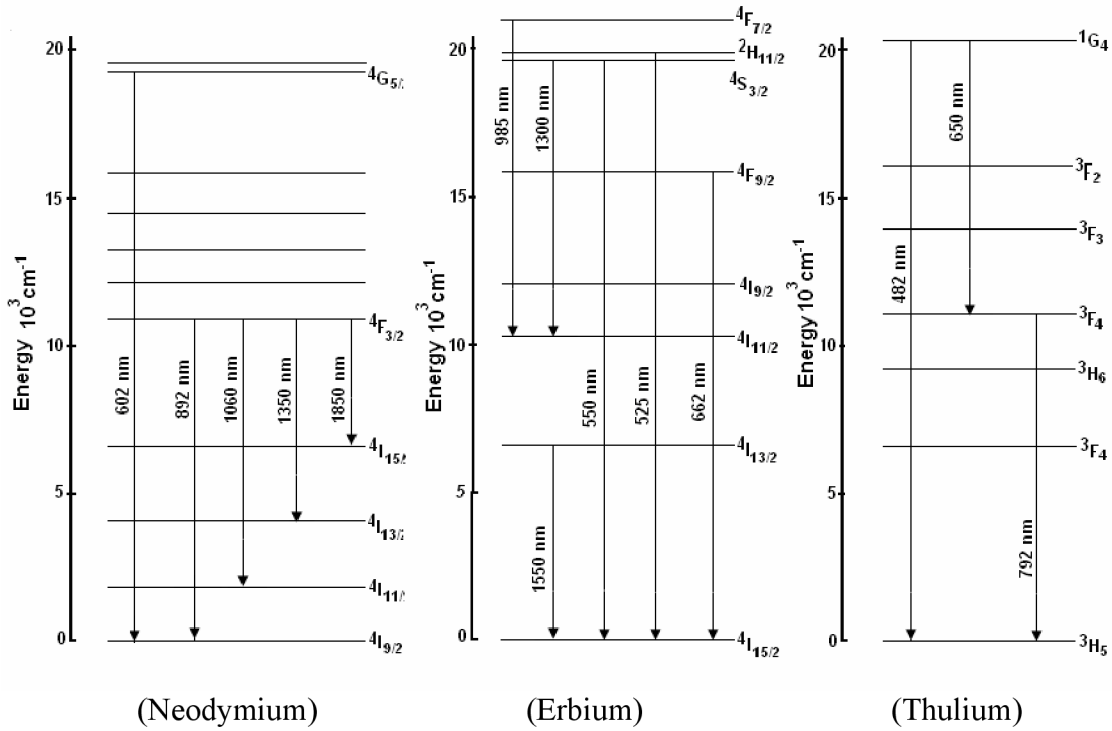 20
15
10
5
0
Energy 10³cm⁻¹
602 nm
892 nm
1060 nm
1350 nm
1850 nm
⁴G₅/
⁴F₃/₂
⁴I₁₅/
⁴I₁₃/
⁴I₁₁/
⁴I₉/₂
(Neodymium)
20
15
10
5
0
Energy 10³cm⁻¹
985 nm
1300 nm
550 nm
525 nm
662 nm
1550 nm
⁴F₇/₂
²H₁₁/₂
⁴S₃/₂
⁴F₉/₂
⁴I₉/₂
⁴I₁₁/₂
⁴I₁₃/₂
⁴I₁₅/₂
(Erbium)
20
15
10
5
0
Energy 10³cm⁻¹
482 nm
650 nm
792 nm
¹G₄
³F₂
³F₃
³F₄
³H₆
³F₄
³H₅
(Thulium)